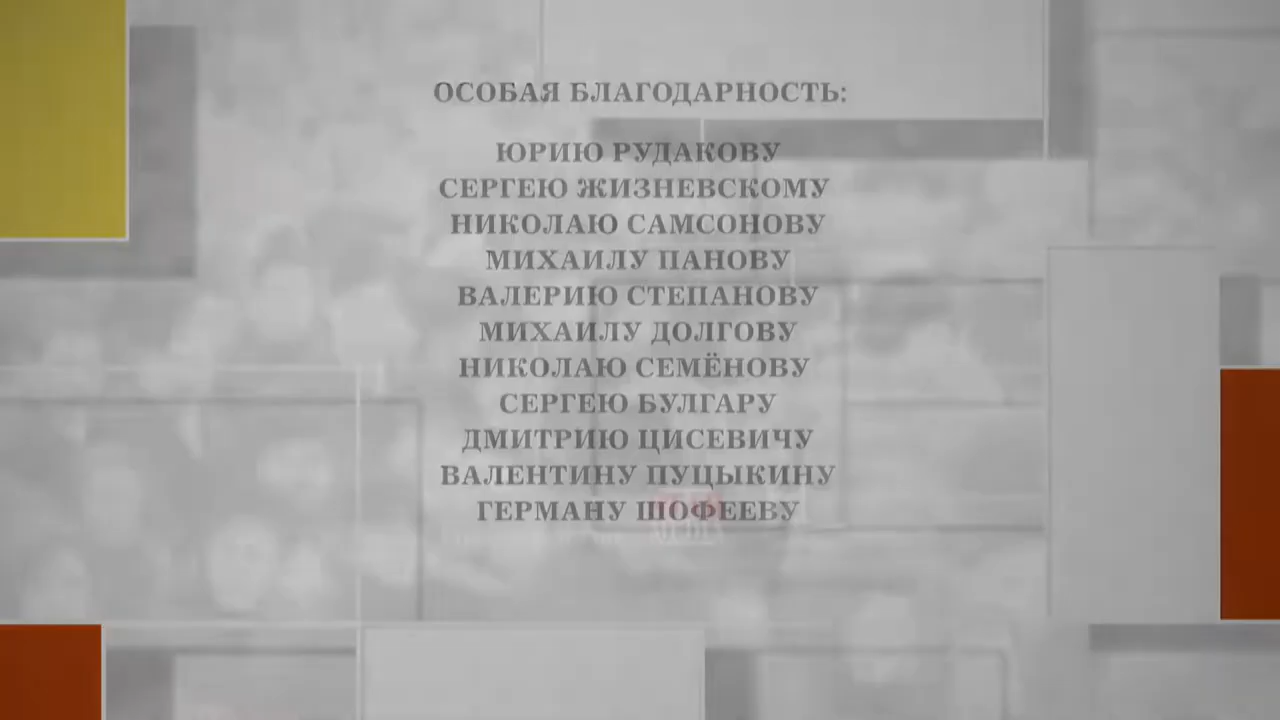 ОСОБАЯ БЛАГОДАРНОСТЬ:
ЮРИЮ РУДАКОВУ
СЕРГЕЮ ЖИЗНЕВСКОМУ
НИКОЛАЮ САМСОНОВУ
МИХАИЛУ ПАНОВУ
ВАЛЕРИЮ СТЕПАНОВУ
МИХАИЛУ ДОЛГОВУ
НИКОЛАЮ СЕМЁНОВУ
СЕРГЕЮ БУЛГАРУ
ДМИТРИЮ ЦИСЕВИЧУ
ВАЛЕНТИНУ ПУЦЫКИНУ
ГЕРМАНУ ШОФЕЕВУ